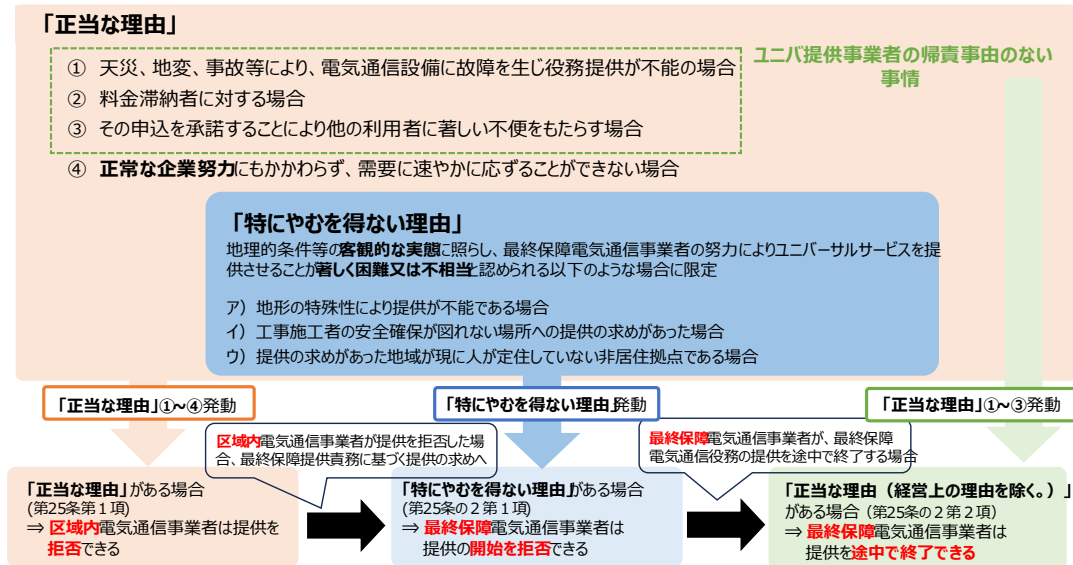 「正当な理由」
① 天災、地変、事故等により、電気通信設備に故障を生じ役務提供が不能の場合
② 料金滞納者に対する場合
③ その申込を承諾することにより他の利用者に著しい不便をもたらす場合
④ 正常な企業努力にもかかわらず、需要に速やかに応ずることができない場合
ユニバ提供事業者の帰責事由のない
事情
「特にやむを得ない理由」
地理的条件等の客観的な実態に照らし、最終保障電気通信事業者の努力によりユニバーサルサービスを提
供させることが著しく困難又は不相当と認められる以下のような場合に限定
ア）地形の特殊性により提供が不能である場合
イ）工事施工者の安全確保が図れない場所への提供の求めがあった場合
ウ）提供の求めがあった地域が現に人が定住していない非居住拠点である場合
「正当な理由」①～④発動
「特にやむを得ない理由」発動
「正当な理由」①～③発動
区域内電気通信事業者が提供を拒否した場
合、最終保障提供責務に基づく提供の求めへ
最終保障電気通信事業者が、最終保障
電気通信役務の提供を途中で終了する場合
「正当な理由」がある場合
(第25条第１項)
⇒ 区域内電気通信事業者は提供を
拒否できる
「特にやむを得ない理由」がある場合
(第25条の２第１項)
⇒ 最終保障電気通信事業者は
提供の開始を拒否できる
「正当な理由（経営上の理由を除く。）」
がある場合（第25条の２第２項）
⇒ 最終保障電気通信事業者は
提供を途中で終了できる